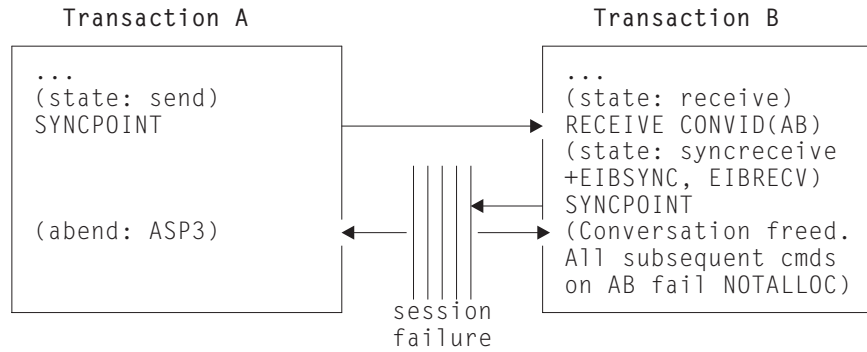 Transaction A
Transaction B
...
(state: send)
SYNCPOINT
(abend: ASP3)
...
(state: receive)
RECEIVE CONVID(AB)
(state: syncreceive
+EIBSYNC, EIBRECV)
SYNCPOINT
(Conversation freed.
All subsequent cmds
on AB fail NOTALLOC)
session
failure